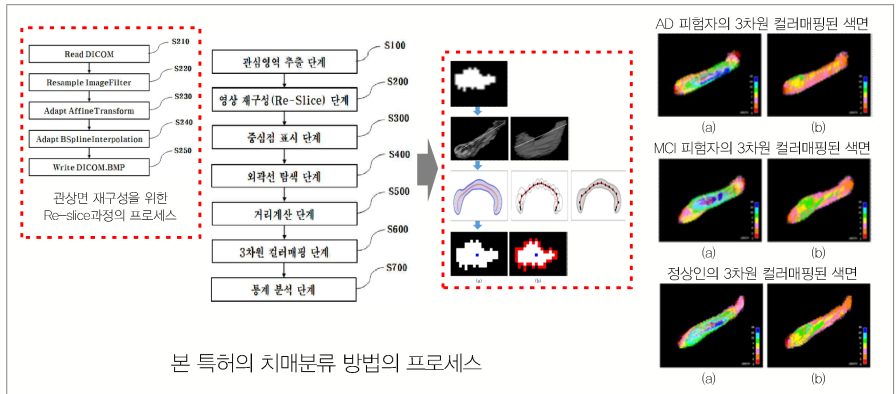 S210
Read DICOM
S220
Resample ImageFilter
S230
Adapt AffineTransform
S240
Adapt BSplineInterpolation
S250
Write DICOM.BMP
관상면 재구성을 위한
Re-slice과정의 프로세스
S100
관심영역 추출 단계
S200
영상 재구성(Re-Slice) 단계
S300
중심점 표시 단계
S400
외곽선 탐색 단계
S500
거리계산 단계
S600
3차원 컬러매핑 단계
S700
통계 분석 단계
(a)
(b)
본 특허의 치매분류 방법의 프로세스
AD 피험자의 3차원 컬러매핑된 색면
(a)
(b)
MCI 피험자의 3차원 컬러매핑된 색면
(a)
(b)
정상인의 3차원 컬러매핑된 색면
(a)
(b)